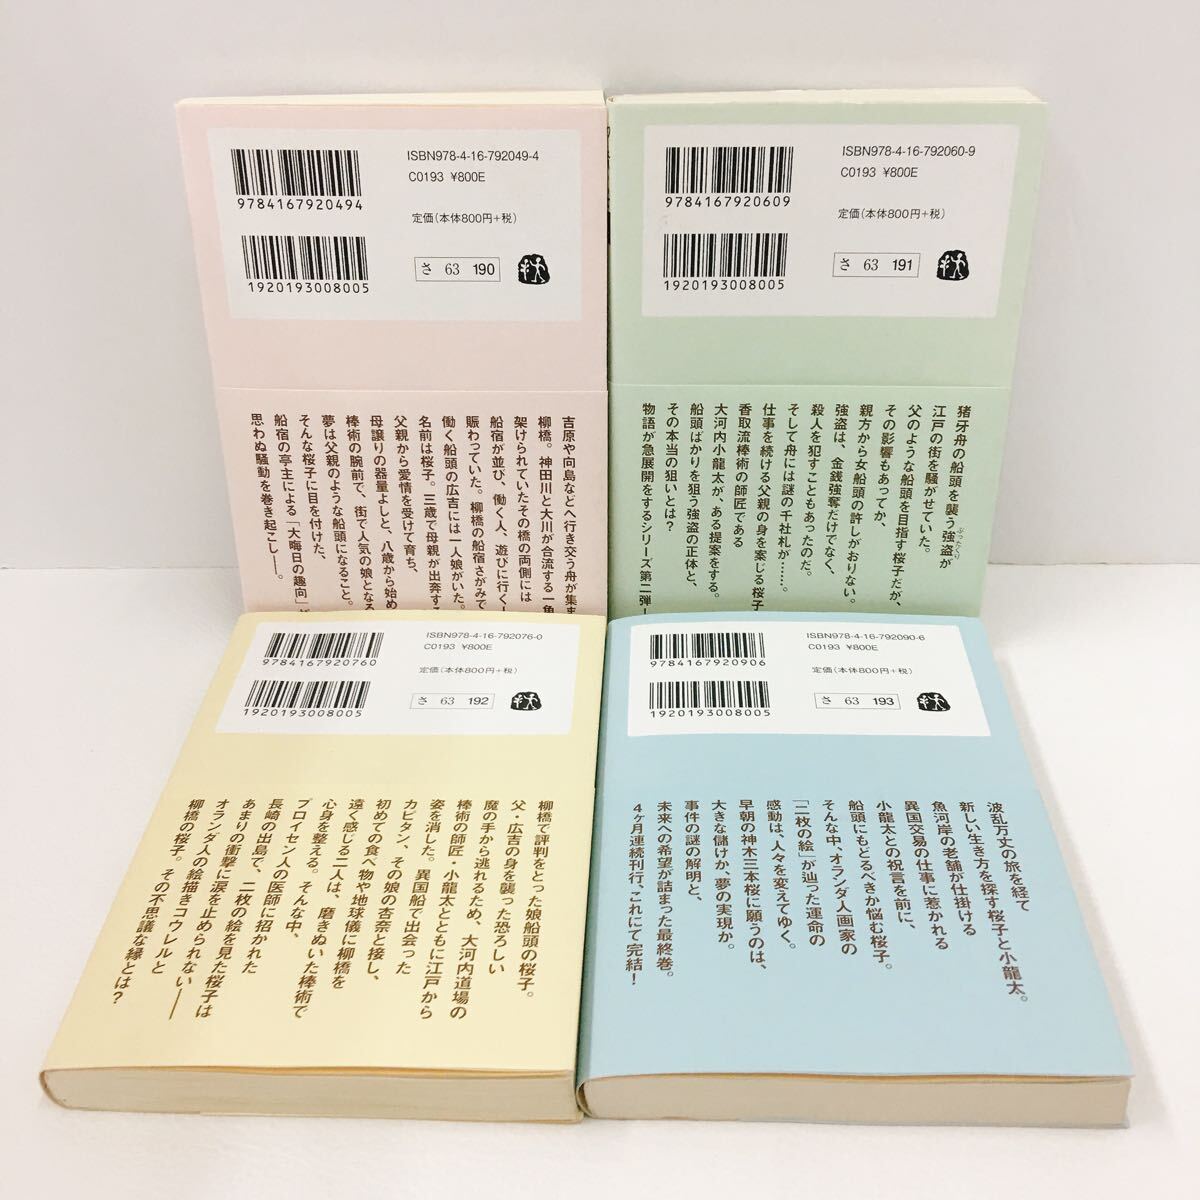 ISBN978-4-16-792049-4
C0193 ¥800E
9784167920494
定価(本体800円+税)
1920193008005
さ 63 190
吉原や向島などへ行き交う舟が集ま
柳橋。神田川と大川が合流する一角
架けられていたその橋の両側には
船宿が並び、働く人、遊びに行く人
賑わっていた。柳橋の船宿さがみで
働く船頭の広吉には一人娘がいた。
名前は桜子。三歳で母親が出奔する
父親から愛情を受けて育ち、
母譲りの器量よしと、八歳から始め
棒術の腕前で、街で人気の娘となる
夢は父親のような船頭になること。
そんな桜子に目を付けた、
船宿の亭主による「大晦日の趣向」が
思わぬ騒動を巻き起こし――。
ISBN978-4-16-792060-9
C0193 ¥800E
9784167920609
定価(本体800円+税)
1920193008005
さ 63 191
猪牙舟の船頭を襲う強盗が
ぶったくり
江戸の街を騒がせていた。
父のような船頭を目指す桜子だが、
その影響もあってか、
親方から女船頭の許しがおりない。
強盗は、金銭強奪だけでなく、
殺人を犯すこともあったのだ。
そして舟には謎の千社札が……。
仕事を続ける父親の身を案じる桜子
香取流棒術の師匠である
大河内小龍太が、ある提案をする。
船頭ばかりを狙う強盗の正体と、
その本当の狙いとは?
物語が急展開をするシリーズ第二弾!
ISBN978-4-16-792076-0
C0193 ¥800E
9784167920760
定価(本体800円+税)
1920193008005
さ 63 192
柳橋で評判をとった娘船頭の桜子。
父・広吉の身を襲った恐ろしい
魔の手から逃れるため、大河内道場の
棒術の師匠・小龍太とともに江戸から
姿を消した。異国船で出会った
カピタン、その娘の杏奈と接し、
初めての食べ物や地球儀に柳橋を
遠く感じる二人は、磨きぬいた棒術で
心身を整える。そんな中、
プロイセン人の医師に招かれた
長崎の出島で、二枚の絵を見た桜子は
あまりの衝撃に涙を止められない――
オランダ人の絵描きコウレルと
柳橋の桜子。その不思議な縁とは?
ISBN978-4-16-792090-6
C0193 ¥800E
9784167920906
定価(本体800円+税)
1920193008005
さ 63 193
波乱万丈の旅を経て
新しい生き方を探す桜子と小龍太。
魚河岸の老舗が仕掛ける
異国交易の仕事に惹かれる
小龍太との祝言を前に、
船頭にもどるべきか悩む桜子。
そんな中、オランダ人画家の
「二枚の絵」が辿った運命の
感動は、人々を変えてゆく。
早朝の神木三本桜に願うのは、
大きな儲けか、夢の実現か。
事件の謎の解明と、
未来への希望が詰まった最終巻。
4ヶ月連続刊行、これにて完結!